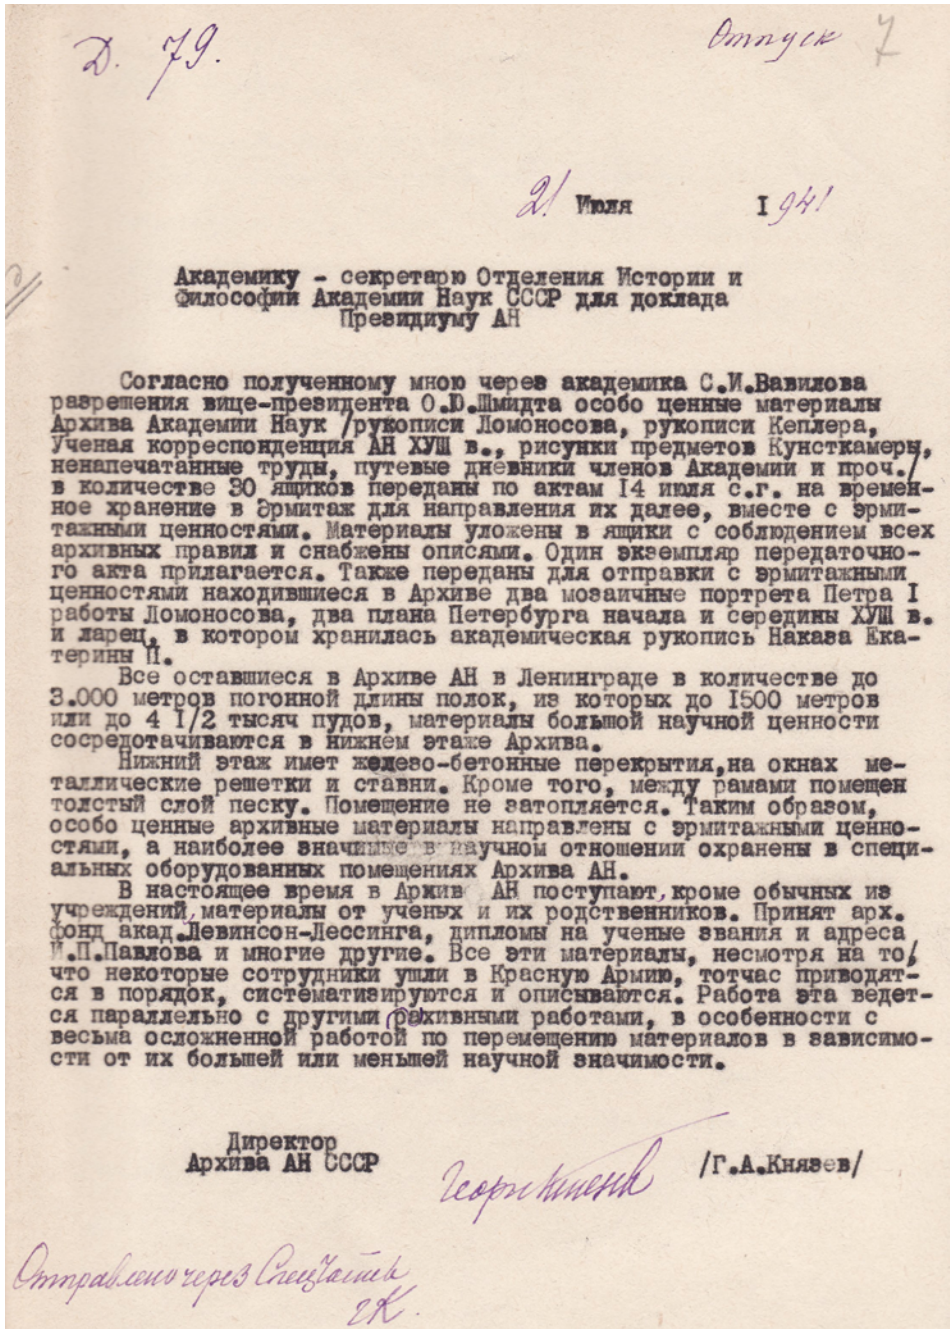 Д. 79.
Отпуск 7
21 Июля I941
Академику - секретарю Отделения Истории и
Философии Академии Наук СССР для доклада
Президиуму АН
Согласно полученному мною через академика С.И.Вавилова
разрешения вице-президента О.Ю.Шмидта особо ценные материалы
Архива Академии Наук /рукописи Ломоносова, рукописи Кеплера,
Ученая корреспонденция АН ХУШ в., рисунки предметов Кунсткамеры,
ненапечатанные труды, путевые дневники членов Академии и проч./
в количестве 30 ящиков переданы по актам I4 июля с.г. на времен-
ное хранение в Эрмитаж для направления их далее, вместе с эрми-
тажными ценностями. Материалы уложены в ящики с соблюдением всех
архивных правил и снабжены описями. Один экземпляр передаточно-
го акта прилагается. Также переданы для отправки с эрмитажными
ценностями находившиеся в Архиве два мозаичные портрета Петра I
работы Ломоносова, два плана Петербурга начала и середины ХУШ в.
и ларец, в котором хранилась академическая рукопись Наказа Ека-
терины П.
Все оставшиеся в Архиве АН в Ленинграде в количестве до
3.000 метров погонной длины полок, из которых до I500 метров
или до 4 I/2 тысяч пудов, материалы большой научной ценности
сосредотачиваются в нижнем этаже Архива.
Нижний этаж имет железо-бетонные перекрытия, на окнах ме-
таллические решетки и ставни. Кроме того, между рамами помещен
толстый слой песку. Помещение не затопляется. Таким образом,
особо ценные архивные материалы направлены с эрмитажными ценно-
стями, а наиболее значимые в научном отношении охранены в специ-
альных оборудованных помещениях Архива АН.
В настоящее время в Архив АН поступают, кроме обычных из
учреждений, материалы от ученых и их родственников. Принят арх.
фонд акад.Левинсон-Лессинга, дипломы на ученые звания и адреса
И.П.Павлова и многие другие. Все эти материалы, несмотря на то,
что некоторые сотрудники ушли в Красную Армию, тотчас приводят-
ся в порядок, систематизируются и описываются. Работа эта ведет-
ся параллельно с другими рахивными работами, в особенности с
весьма осложненной работой по перемещению материалов в зависимо-
сти от их большей или меньшей научной значимости.
Директор
Архива АН СССР
Георг Князев /Г.А.Князев/
Отправлено через СпецЧасть
ГК.